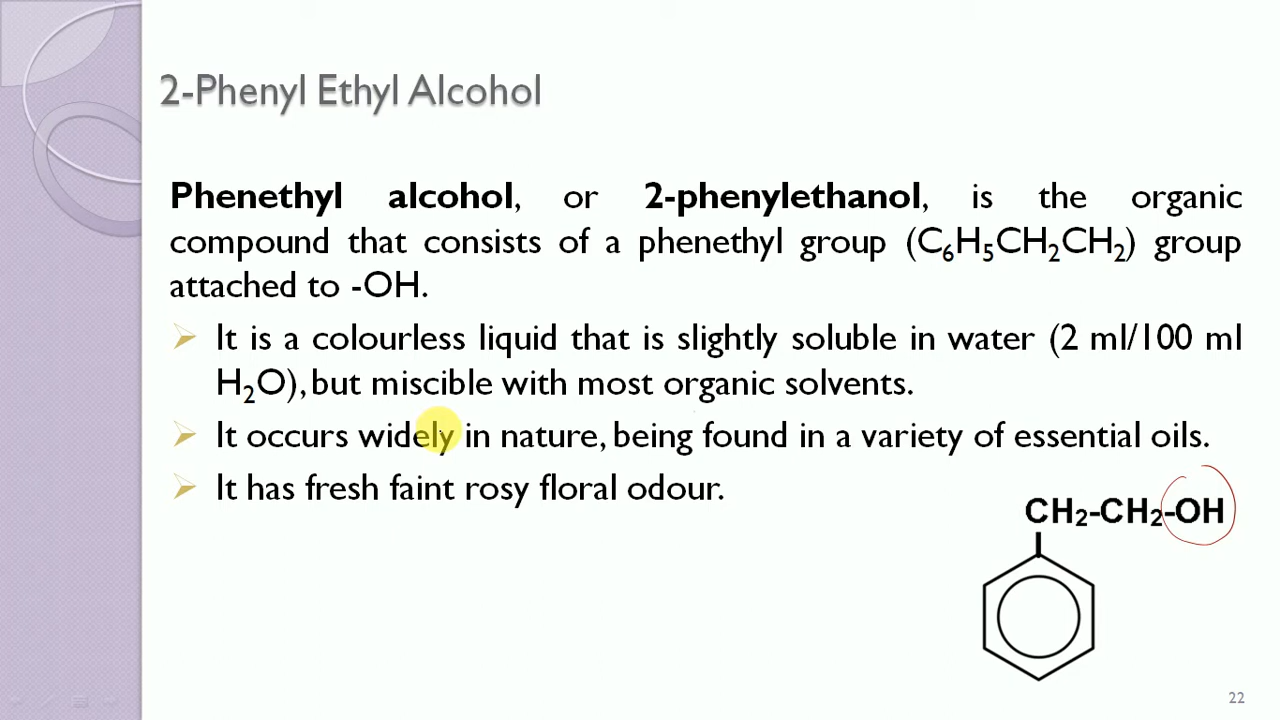 2-Phenyl Ethyl Alcohol
Phenethyl alcohol, or 2-phenylethanol, is the organic
compound that consists of a phenethyl group (C₆H₅CH₂CH₂) group
attached to -OH.
➢ It is a colourless liquid that is slightly soluble in water (2 ml/100 ml
H₂O), but miscible with most organic solvents.
➢ It occurs widely in nature, being found in a variety of essential oils.
➢ It has fresh faint rosy floral odour.
CH₂-CH₂-OH
22